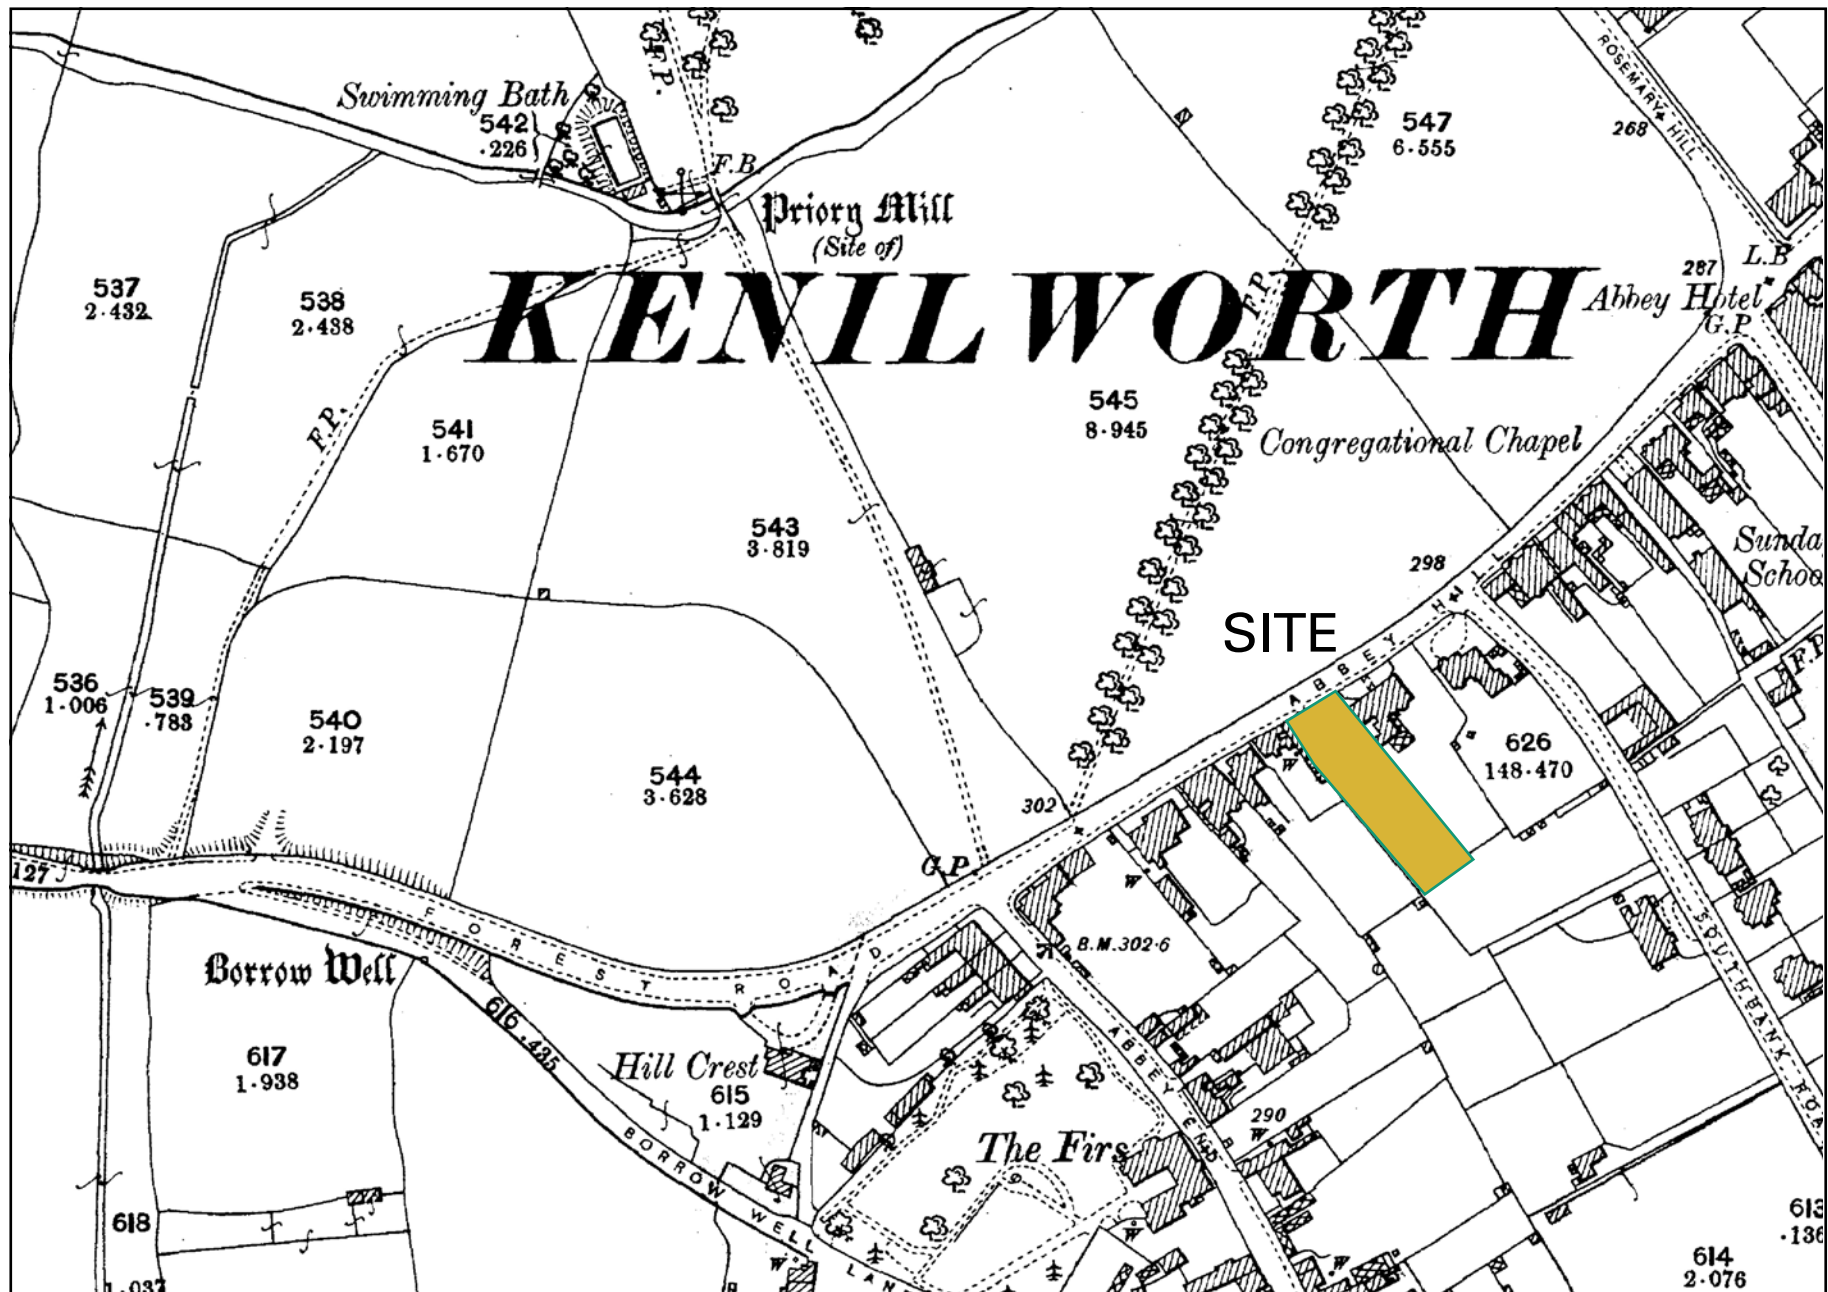 F.P.
ROSEMARY HILL
268
Swimming Bath
542
.226
547
6.555
F.B
Priory Mill
(Site of)
KENILWORTH
F.P.
L.B
287
Abbey Hotel
G.P
537
2.432
538
2.438
F.P.
541
1.670
545
8.945
Congregational Chapel
543
3.819
298
Sunda
Schoo
SITE
ABBEY HILL
F.P.
536
1.006
539
.783
540
2.197
544
3.628
626
148.470
W
302
G.P
127
W
B.M.302.6
FOREST ROAD
SOUTHBANK ROA
Borrow Well
616
.435
617
1.938
Hill Crest
615
1.129
ABBEY END
290
W
The Firs
BORROW WELL LAN
618
1.037
W
W
W
613
.136
614
2.076